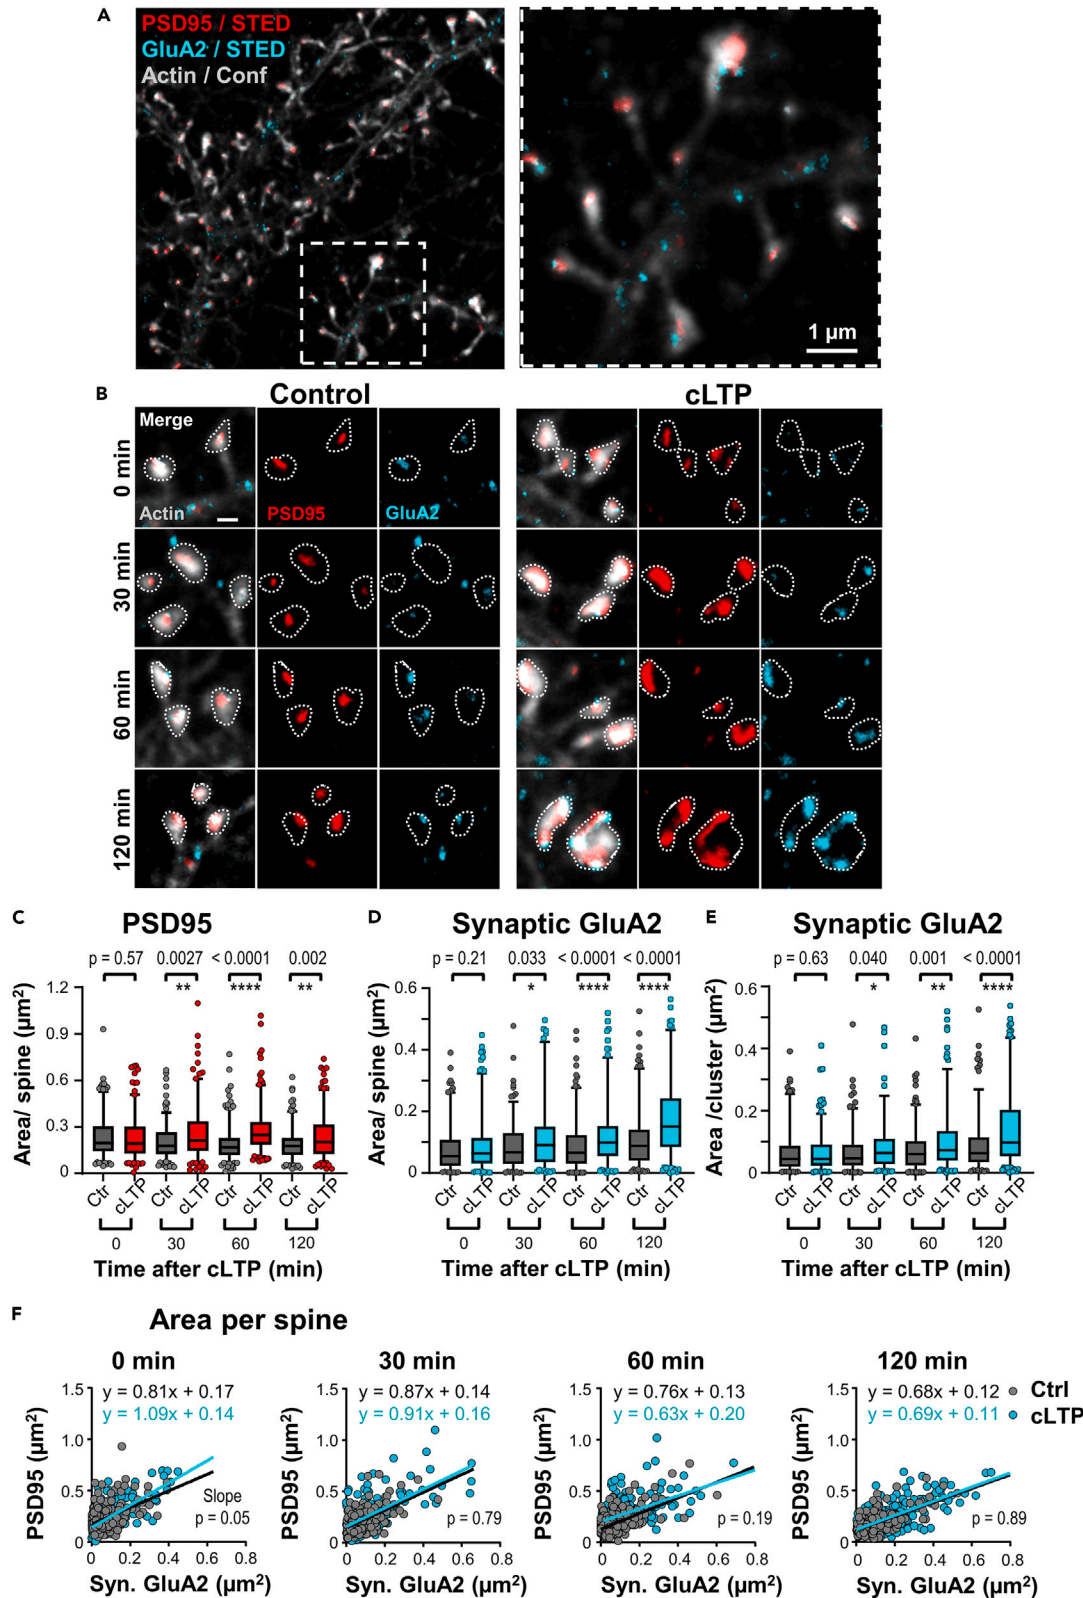 A
PSD95 / STED
GluA2 / STED
Actin / Conf
1 µm
B
Control
cLTP
0 min
Merge
Actin
PSD95
GluA2
30 min
60 min
120 min
C
PSD95
p = 0.57 0.0027 < 0.0001 0.002
** **** **
Area/ spine (µm²)
1.2
0.9
0.6
0.3
0
Ctr cLTP Ctr cLTP Ctr cLTP Ctr cLTP
0 30 60 120
Time after cLTP (min)
D
Synaptic GluA2
p = 0.21 0.033 < 0.0001 <0.0001
* **** ****
Area/ spine (µm²)
0.6
0.4
0.2
0
Ctr cLTP Ctr cLTP Ctr cLTP Ctr cLTP
0 30 60 120
Time after cLTP (min)
E
Synaptic GluA2
p = 0.63 0.040 0.001 <0.0001
* ** ****
Area /cluster (µm²)
0.6
0.4
0.2
0
Ctr cLTP Ctr cLTP Ctr cLTP Ctr cLTP
0 30 60 120
Time after cLTP (min)
F
Area per spine
0 min
y = 0.81x + 0.17
y = 1.09x + 0.14
PSD95 (µm²)
1.5
1.0
0.5
0
Slope
p = 0.05
0 0.2 0.4 0.6 0.8
Syn. GluA2 (µm²)
30 min
y = 0.87x + 0.14
y = 0.91x + 0.16
PSD95 (µm²)
1.5
1.0
0.5
0
p = 0.79
0 0.2 0.4 0.6 0.8
Syn. GluA2 (µm²)
60 min
y = 0.76x + 0.13
y = 0.63x + 0.20
PSD95 (µm²)
1.5
1.0
0.5
0
p = 0.19
0 0.2 0.4 0.6 0.8
Syn. GluA2 (µm²)
120 min
y = 0.68x + 0.12
y = 0.69x + 0.11
Ctrl
cLTP
PSD95 (µm²)
1.5
1.0
0.5
0
p = 0.89
0 0.2 0.4 0.6 0.8
Syn. GluA2 (µm²)